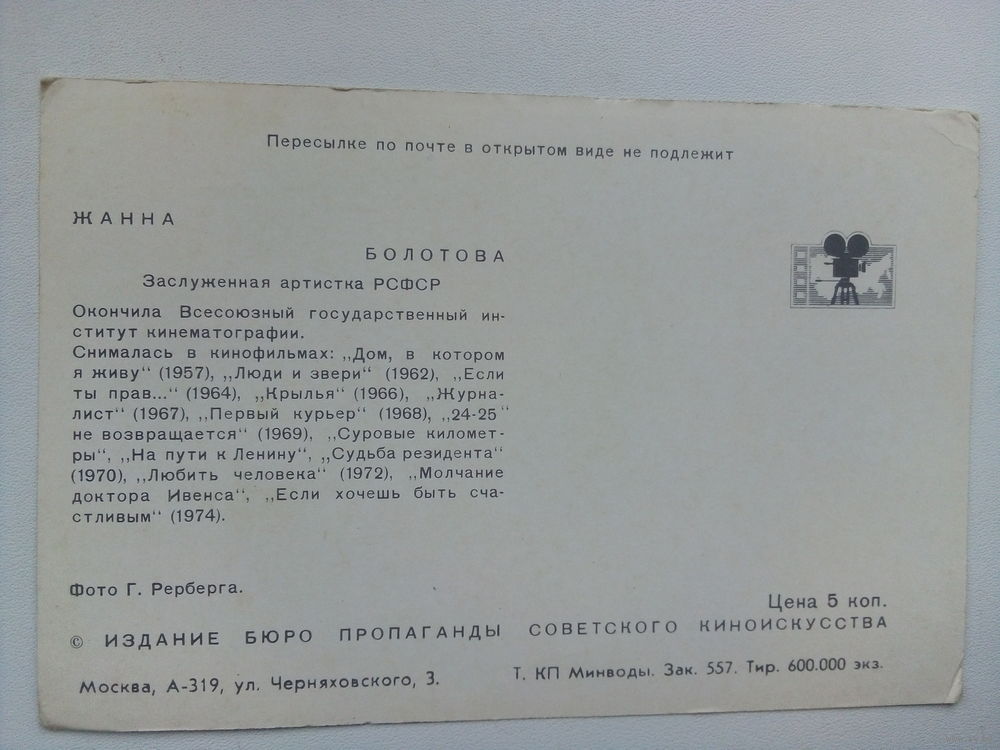 Пересылке по почте в открытом виде не подлежит
ЖАННА
БОЛОТОВА
Заслуженная артистка РСФСР
Окончила Всесоюзный государственный ин-
ститут кинематографии.
Снималась в кинофильмах: „Дом, в котором
я живу“ (1957), „Люди и звери“ (1962), „Если
ты прав...“ (1964), „Крылья“ (1966), „Журна-
лист“ (1967), „Первый курьер“ (1968), „24-25“
не возвращается“ (1969), „Суровые километ-
ры“, „На пути к Ленину“, „Судьба резидента“
(1970), „Любить человека“ (1972), „Молчание
доктора Ивенса“, „Если хочешь быть сча-
стливым“ (1974).
Фото Г. Рерберга.
Цена 5 коп.
© ИЗДАНИЕ БЮРО ПРОПАГАНДЫ СОВЕТСКОГО КИНОИСКУССТВА
Москва, А-319, ул. Черняховского, 3.
Т. КП Минводы. Зак. 557. Тир. 600.000 экз.